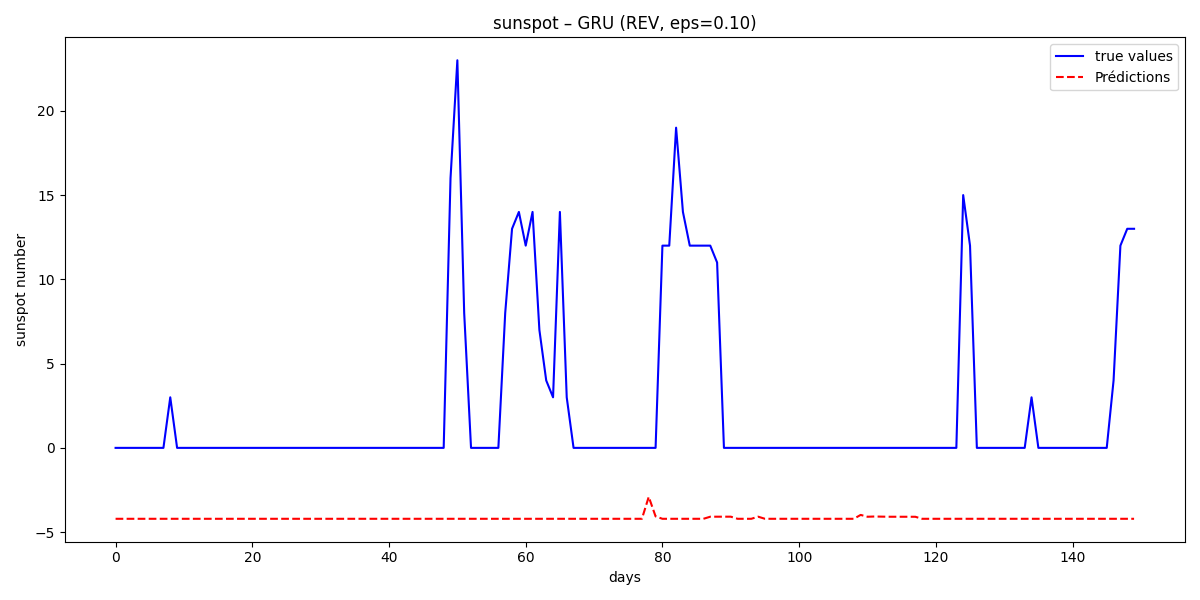 sunspot – GRU (REV, eps=0.10)
true values
Prédictions
sunspot number
20
15
10
5
0
−5
0 20 40 60 80 100 120 140
days